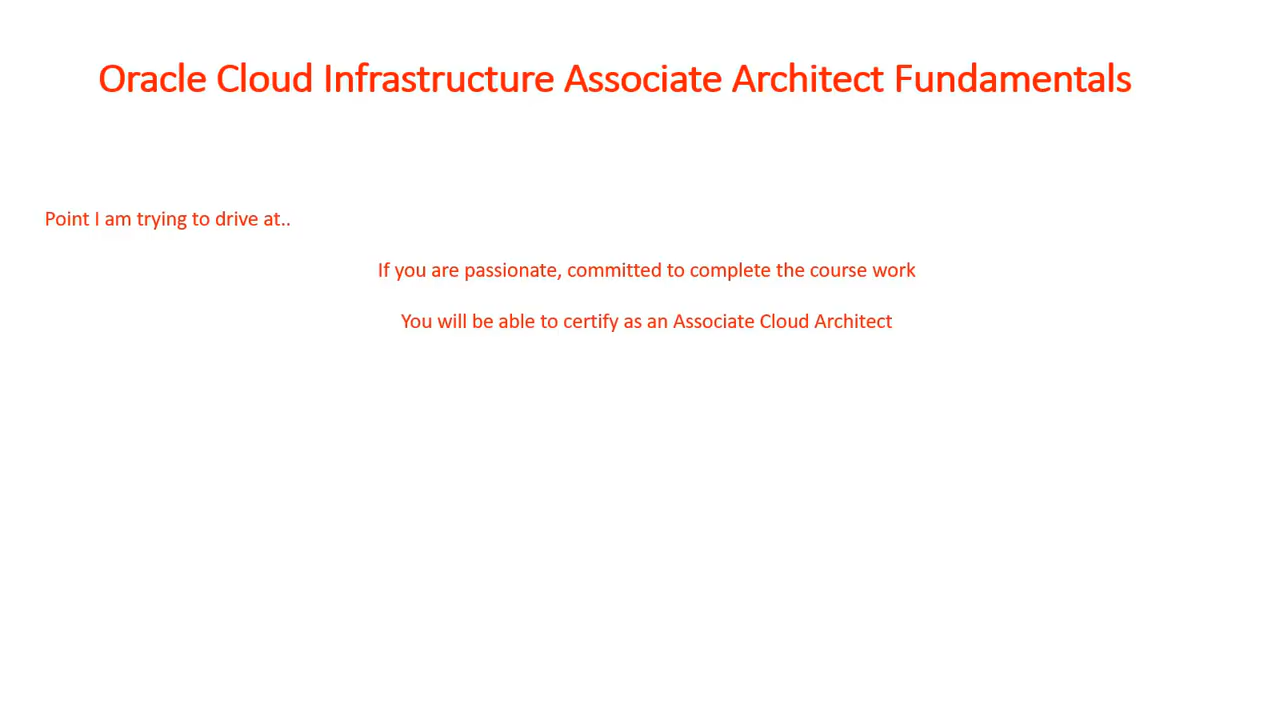 Oracle Cloud Infrastructure Associate Architect Fundamentals
Point I am trying to drive at..
If you are passionate, committed to complete the course work
You will be able to certify as an Associate Cloud Architect